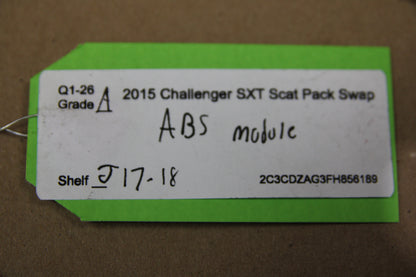 Q1-26
Grade A 2015 Challenger SXT Scat Pack Swap
ABS module
Shelf J17-18 2C3CDZAG3FH856189